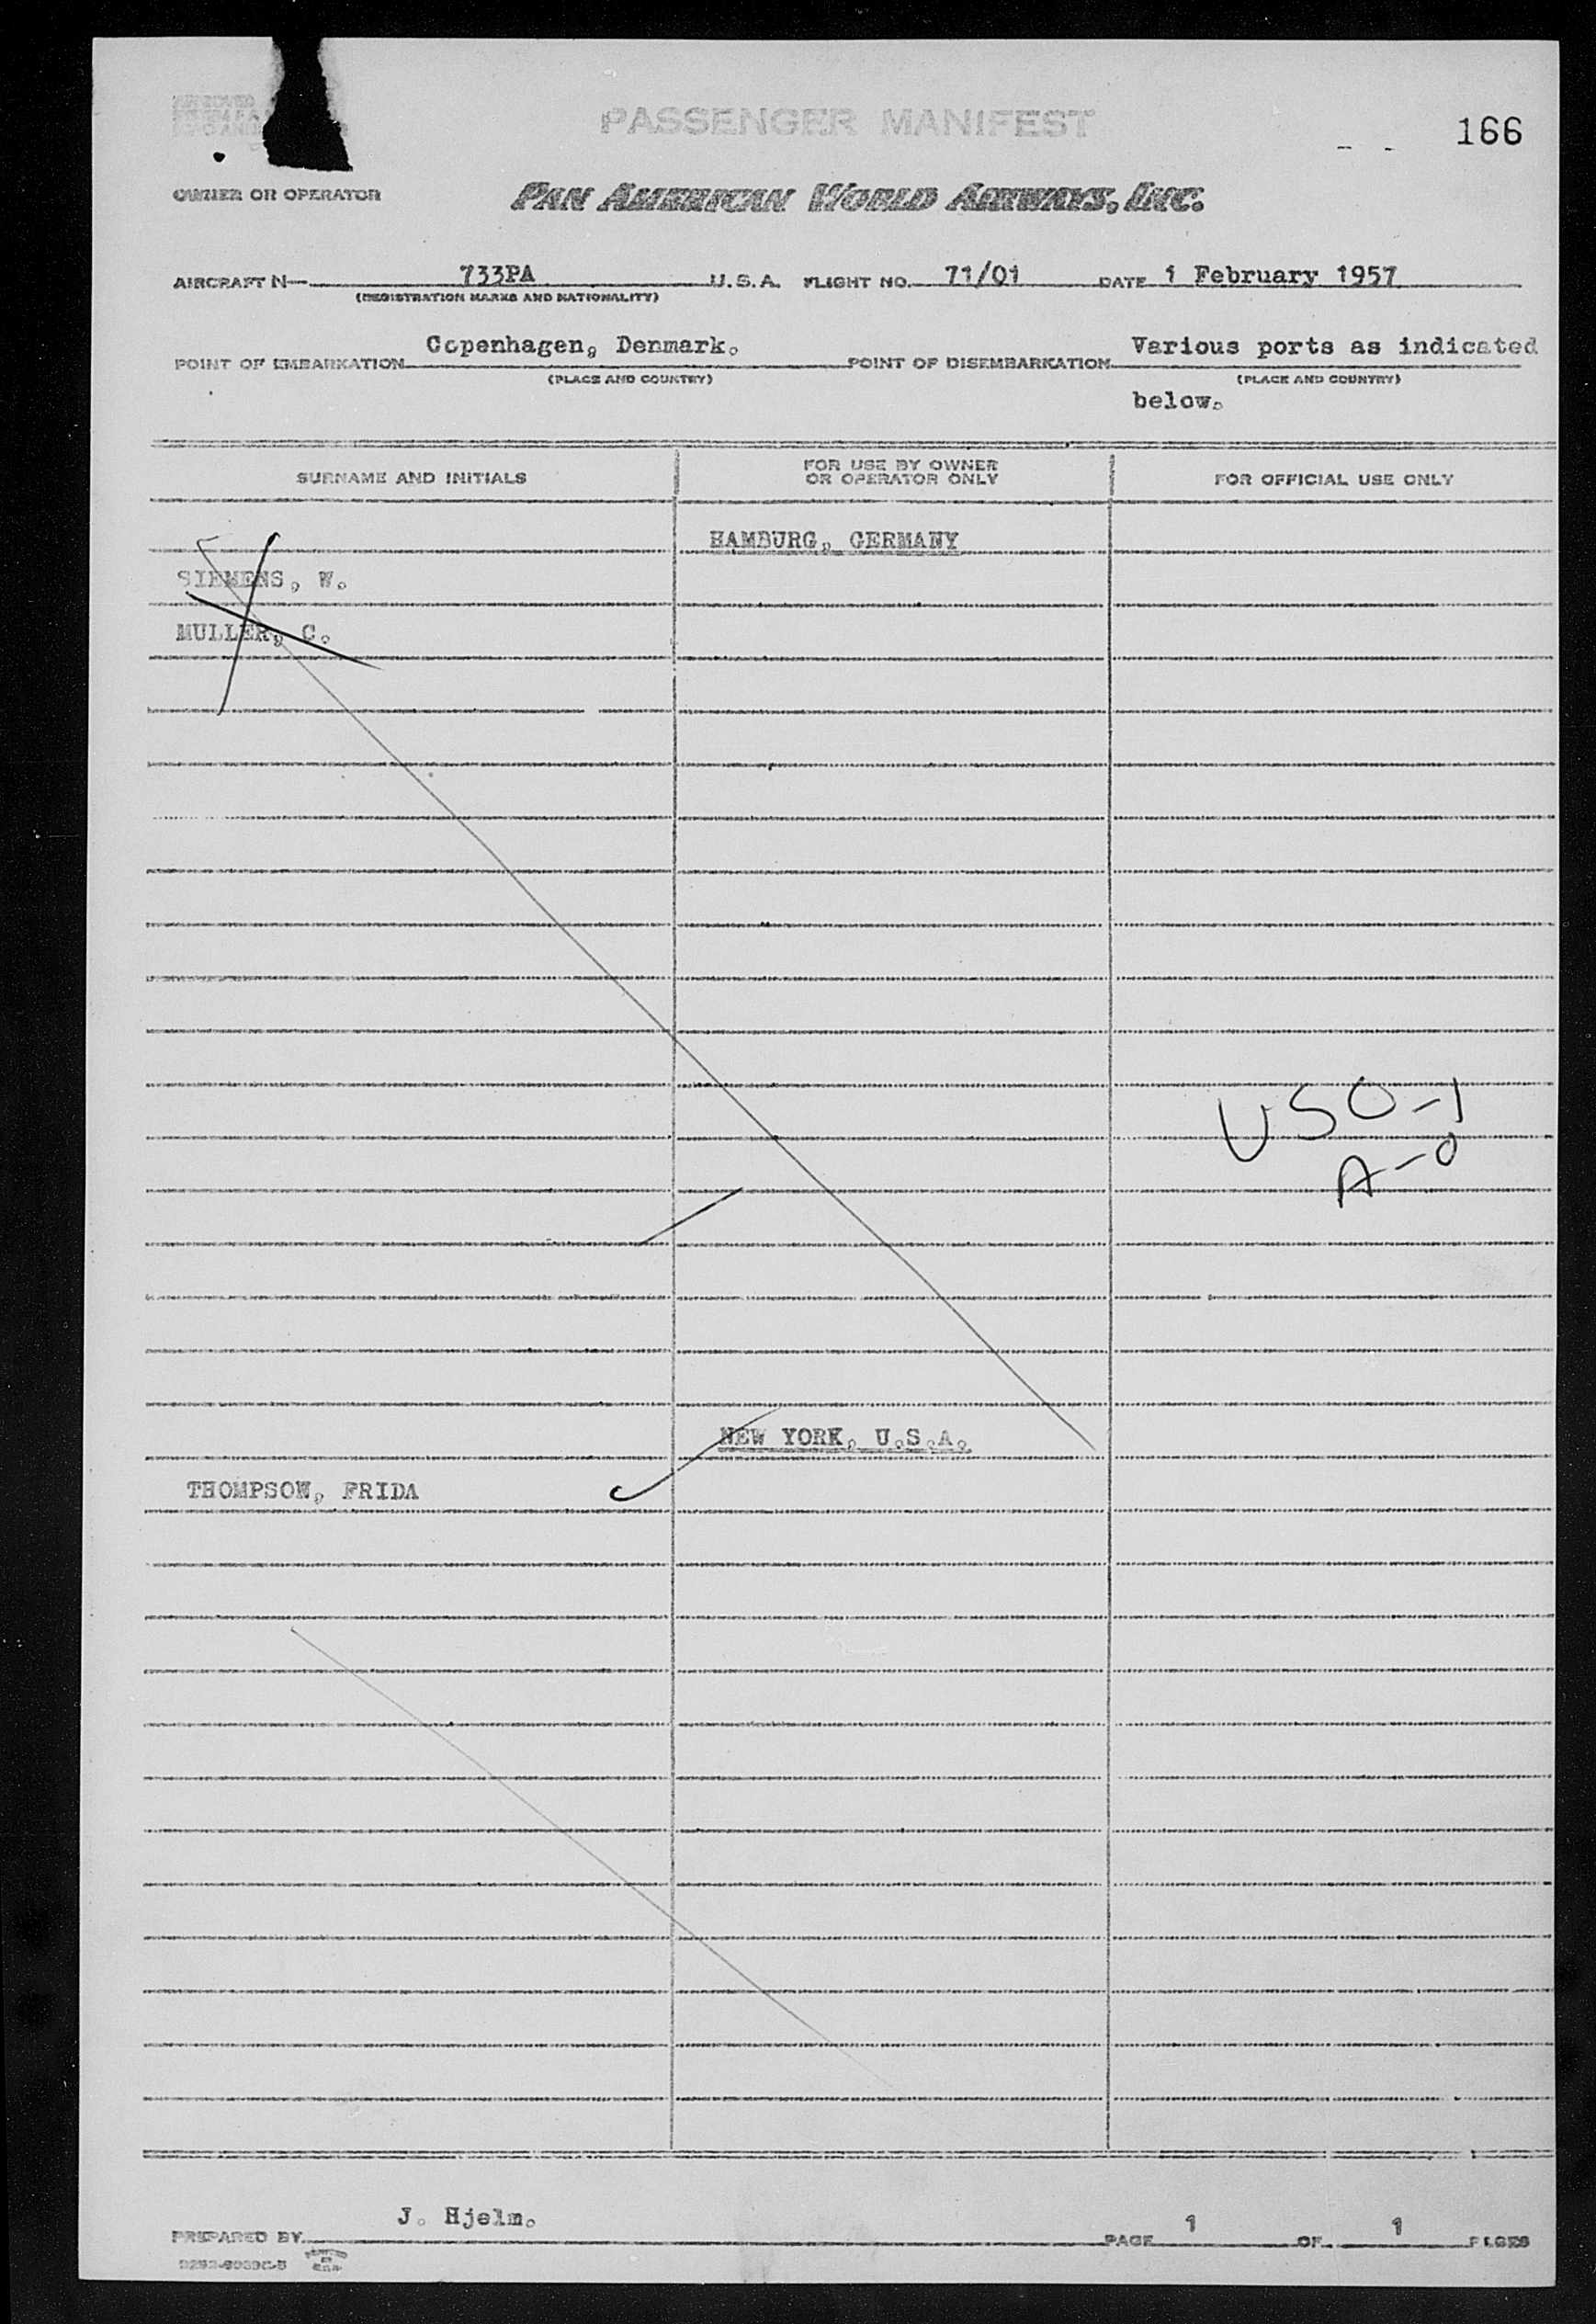 APPROVED
PASSENGER MANIFEST
166
OWNER OR OPERATOR PAN AMERICAN WORLD AIRWAYS, INC.
AIRCRAFT N— 733PA U.S.A. FLIGHT NO. 71/01 DATE 1 February 1957
(REGISTRATION MARKS AND NATIONALITY)
POINT OF EMBARKATION Copenhagen, Denmark. POINT OF DISEMBARKATION Various ports as indicated
(PLACE AND COUNTRY) (PLACE AND COUNTRY)
below.
SURNAME AND INITIALS FOR USE BY OWNER OR OPERATOR ONLY FOR OFFICIAL USE ONLY
HAMBURG, GERMANY
SIEMENS, W.
MULLER, C.
USC-1
A-0
NEW YORK, U.S.A.
THOMPSON, FRIDA
J. Hjelm.
PREPARED BY PAGE 1 OF 1 PAGES
PRINTED IN U.S.A.